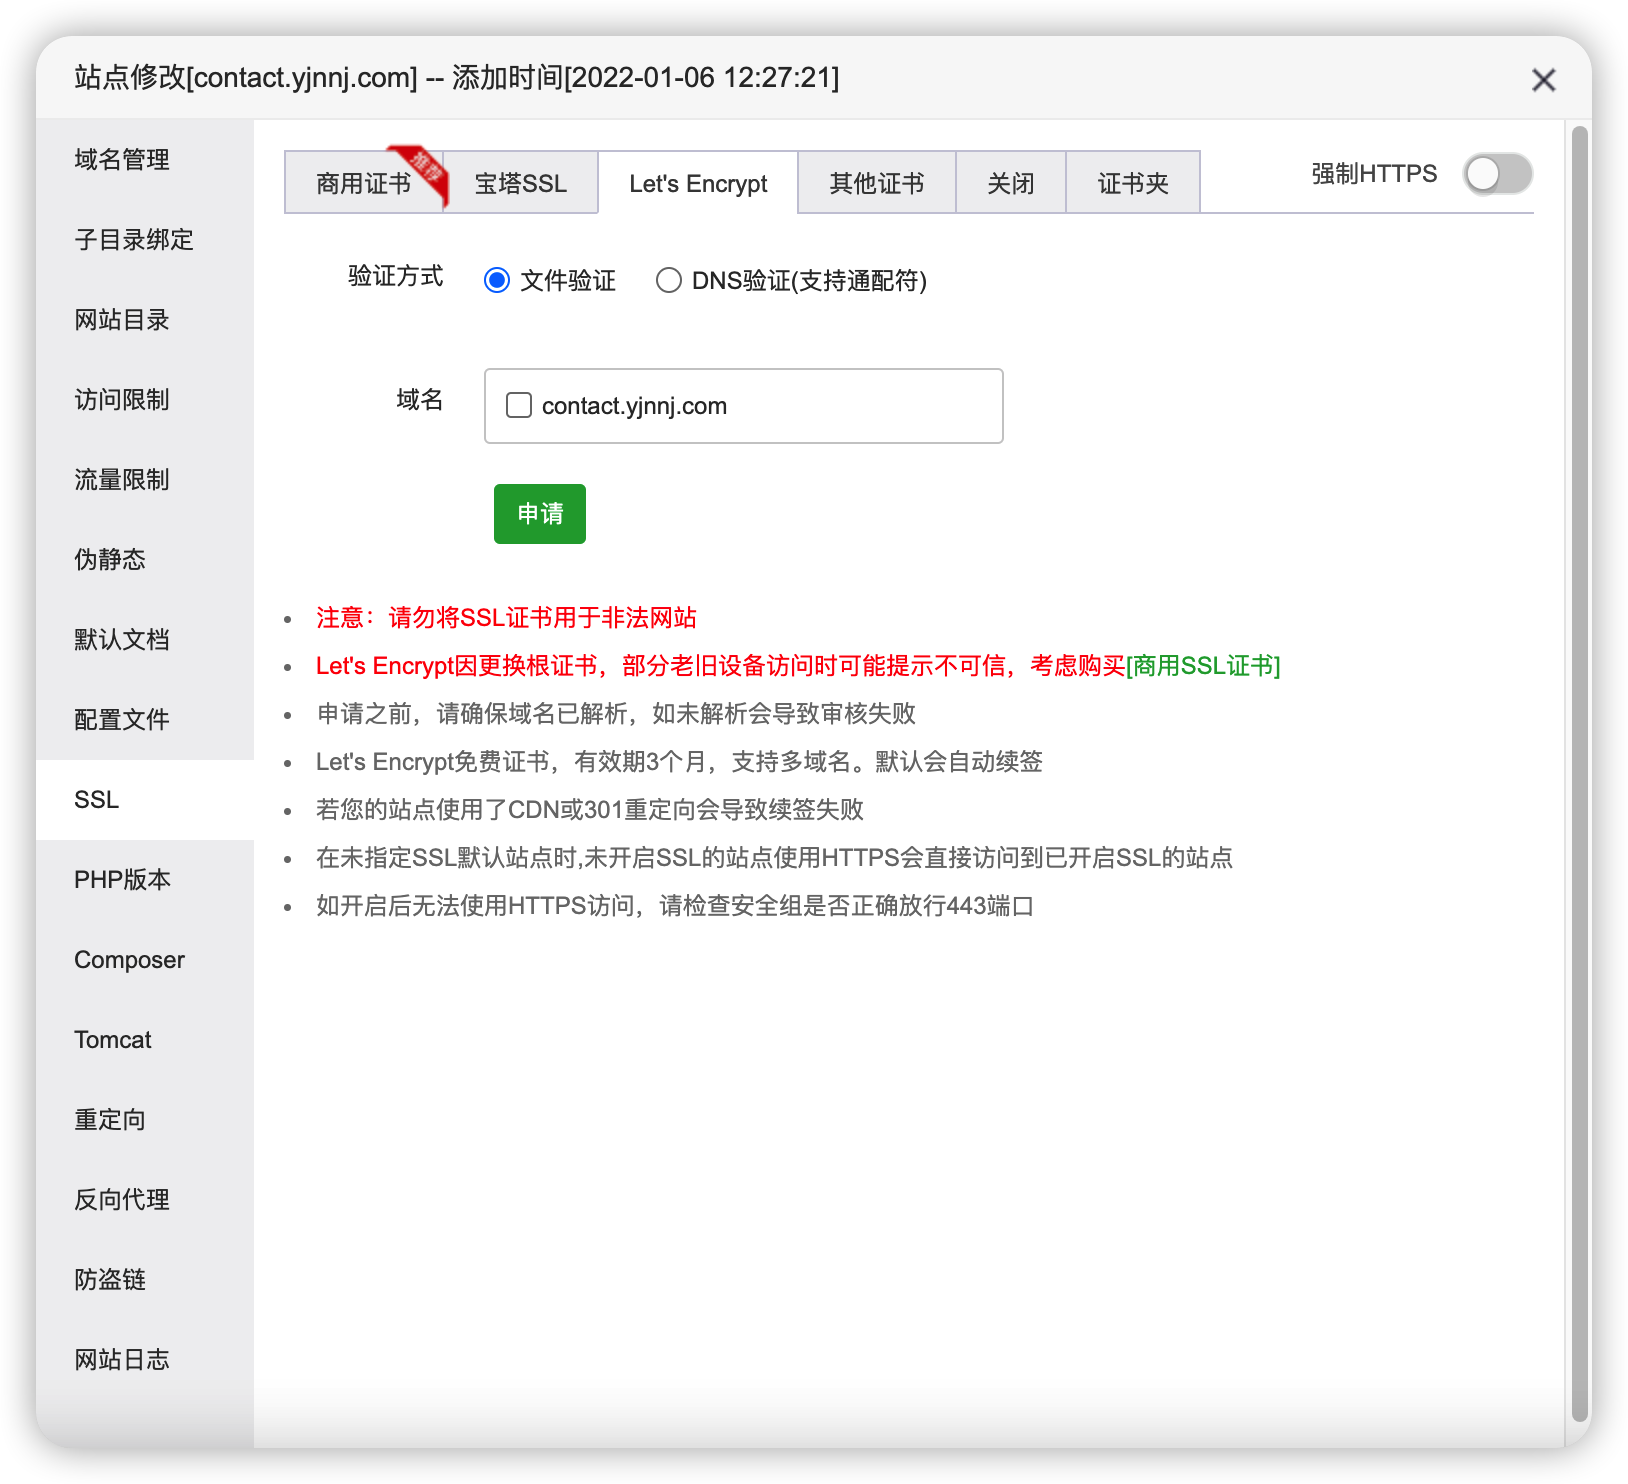 站点修改[contact.yjnnj.com] -- 添加时间[2022-01-06 12:27:21]
域名管理
子目录绑定
网站目录
访问限制
流量限制
伪静态
默认文档
配置文件
SSL
PHP版本
Composer
Tomcat
重定向
反向代理
防盗链
网站日志
商用证书 推荐 宝塔SSL Let's Encrypt 其他证书 关闭 证书夹 强制HTTPS
验证方式 文件验证 DNS验证(支持通配符)
域名 contact.yjnnj.com
申请
注意：请勿将SSL证书用于非法网站
Let's Encrypt因更换根证书，部分老旧设备访问时可能提示不可信，考虑购买[商用SSL证书]
申请之前，请确保域名已解析，如未解析会导致审核失败
Let's Encrypt免费证书，有效期3个月，支持多域名。默认会自动续签
若您的站点使用了CDN或301重定向会导致续签失败
在未指定SSL默认站点时,未开启SSL的站点使用HTTPS会直接访问到已开启SSL的站点
如开启后无法使用HTTPS访问，请检查安全组是否正确放行443端口